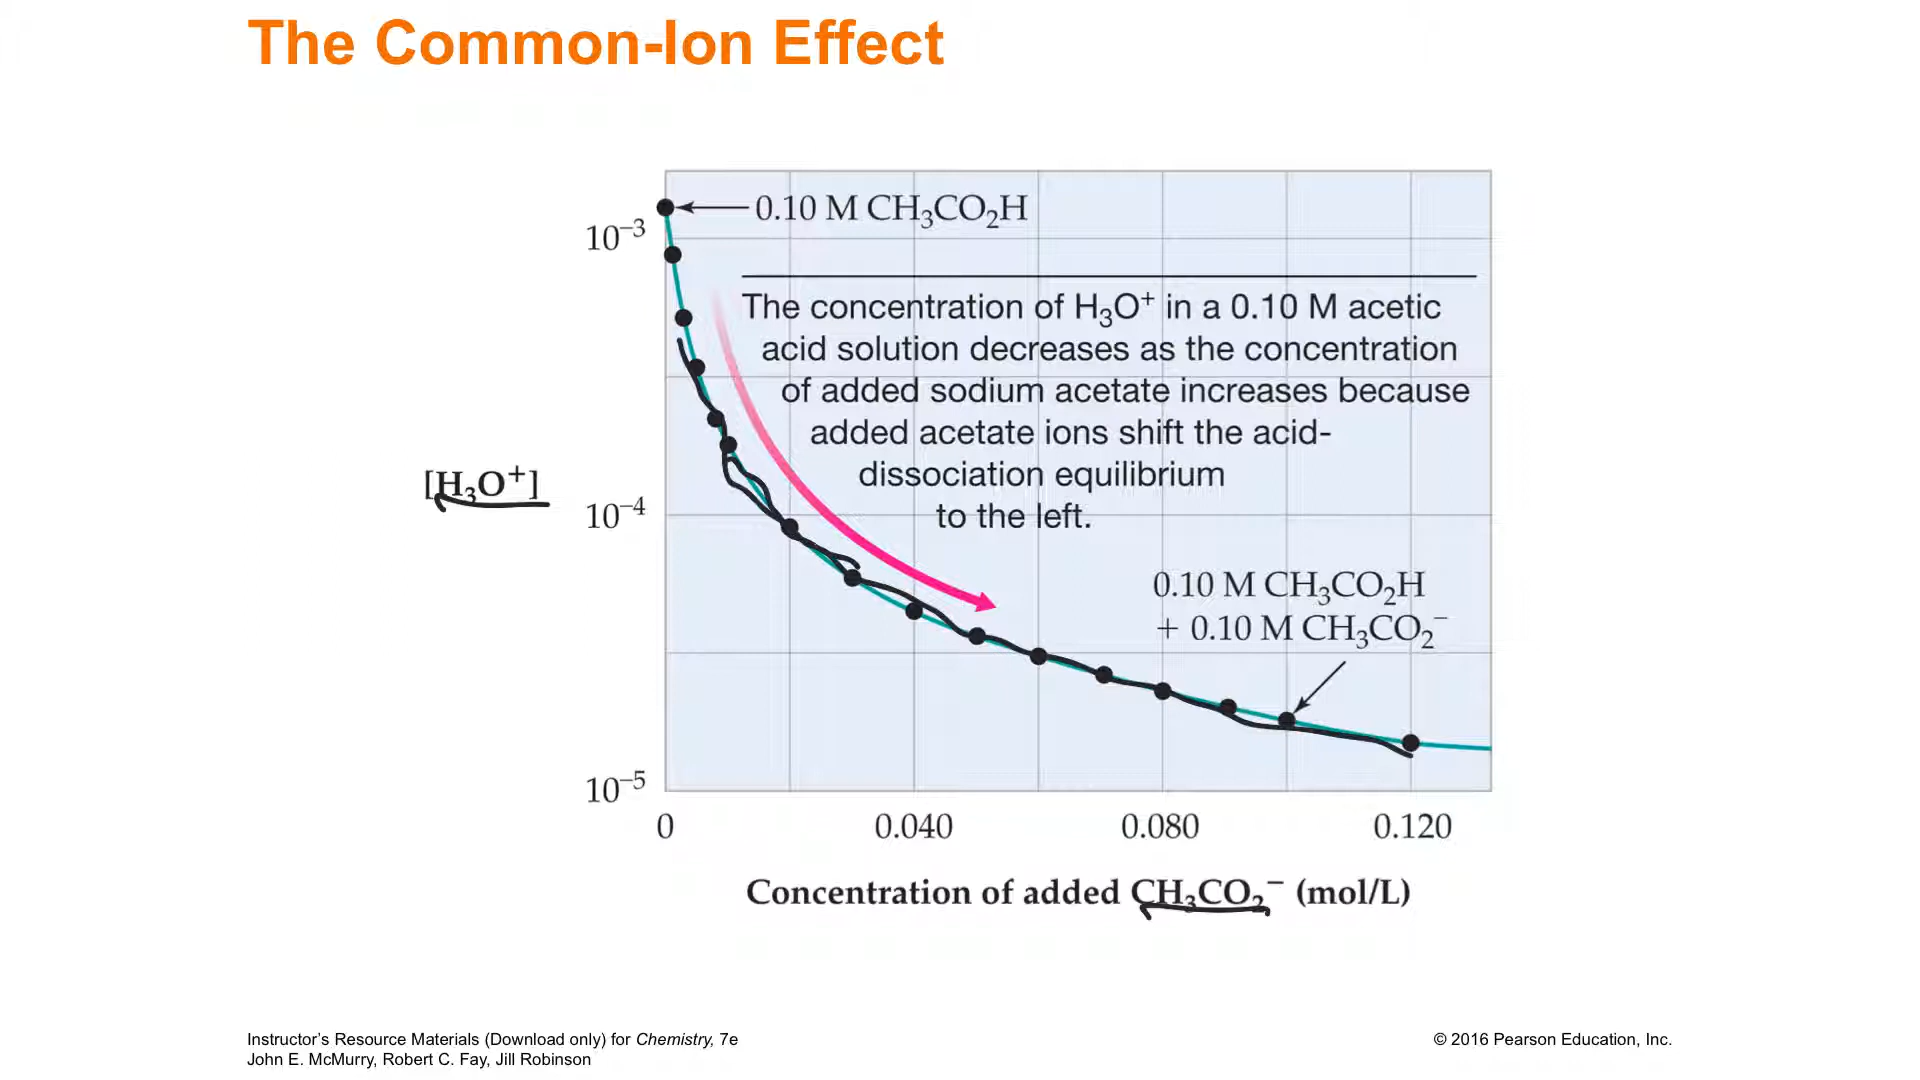 The Common-Ion Effect
0.10 M CH₃CO₂H
10⁻³
The concentration of H₃O⁺ in a 0.10 M acetic
acid solution decreases as the concentration
of added sodium acetate increases because
added acetate ions shift the acid-
dissociation equilibrium
to the left.
[H₃O⁺]
10⁻⁴
0.10 M CH₃CO₂H
+ 0.10 M CH₃CO₂⁻
10⁻⁵
0 0.040 0.080 0.120
Concentration of added CH₃CO₂⁻ (mol/L)
Instructor's Resource Materials (Download only) for Chemistry, 7e
John E. McMurry, Robert C. Fay, Jill Robinson
© 2016 Pearson Education, Inc.